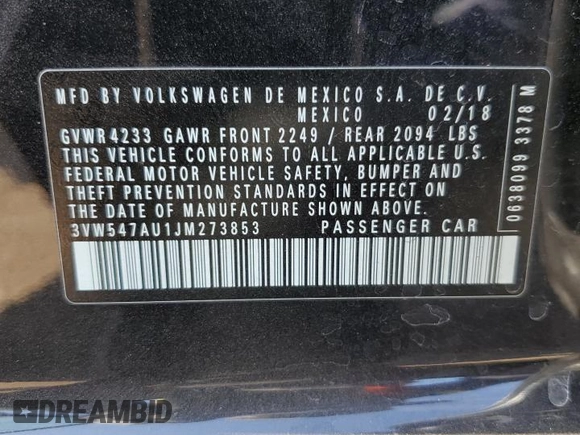 MFD BY VOLKSWAGEN DE MEXICO S.A. DE C.V.
MEXICO 02/18
GVWR 4233 GAWR FRONT 2249 / REAR 2094 LBS
THIS VEHICLE CONFORMS TO ALL APPLICABLE U.S.
FEDERAL MOTOR VEHICLE SAFETY, BUMPER AND
THEFT PREVENTION STANDARDS IN EFFECT ON
THE DATE OF MANUFACTURE SHOWN ABOVE.
3VW547AU1JM273853 PASSENGER CAR
0638099 3378 M
DREAMBID